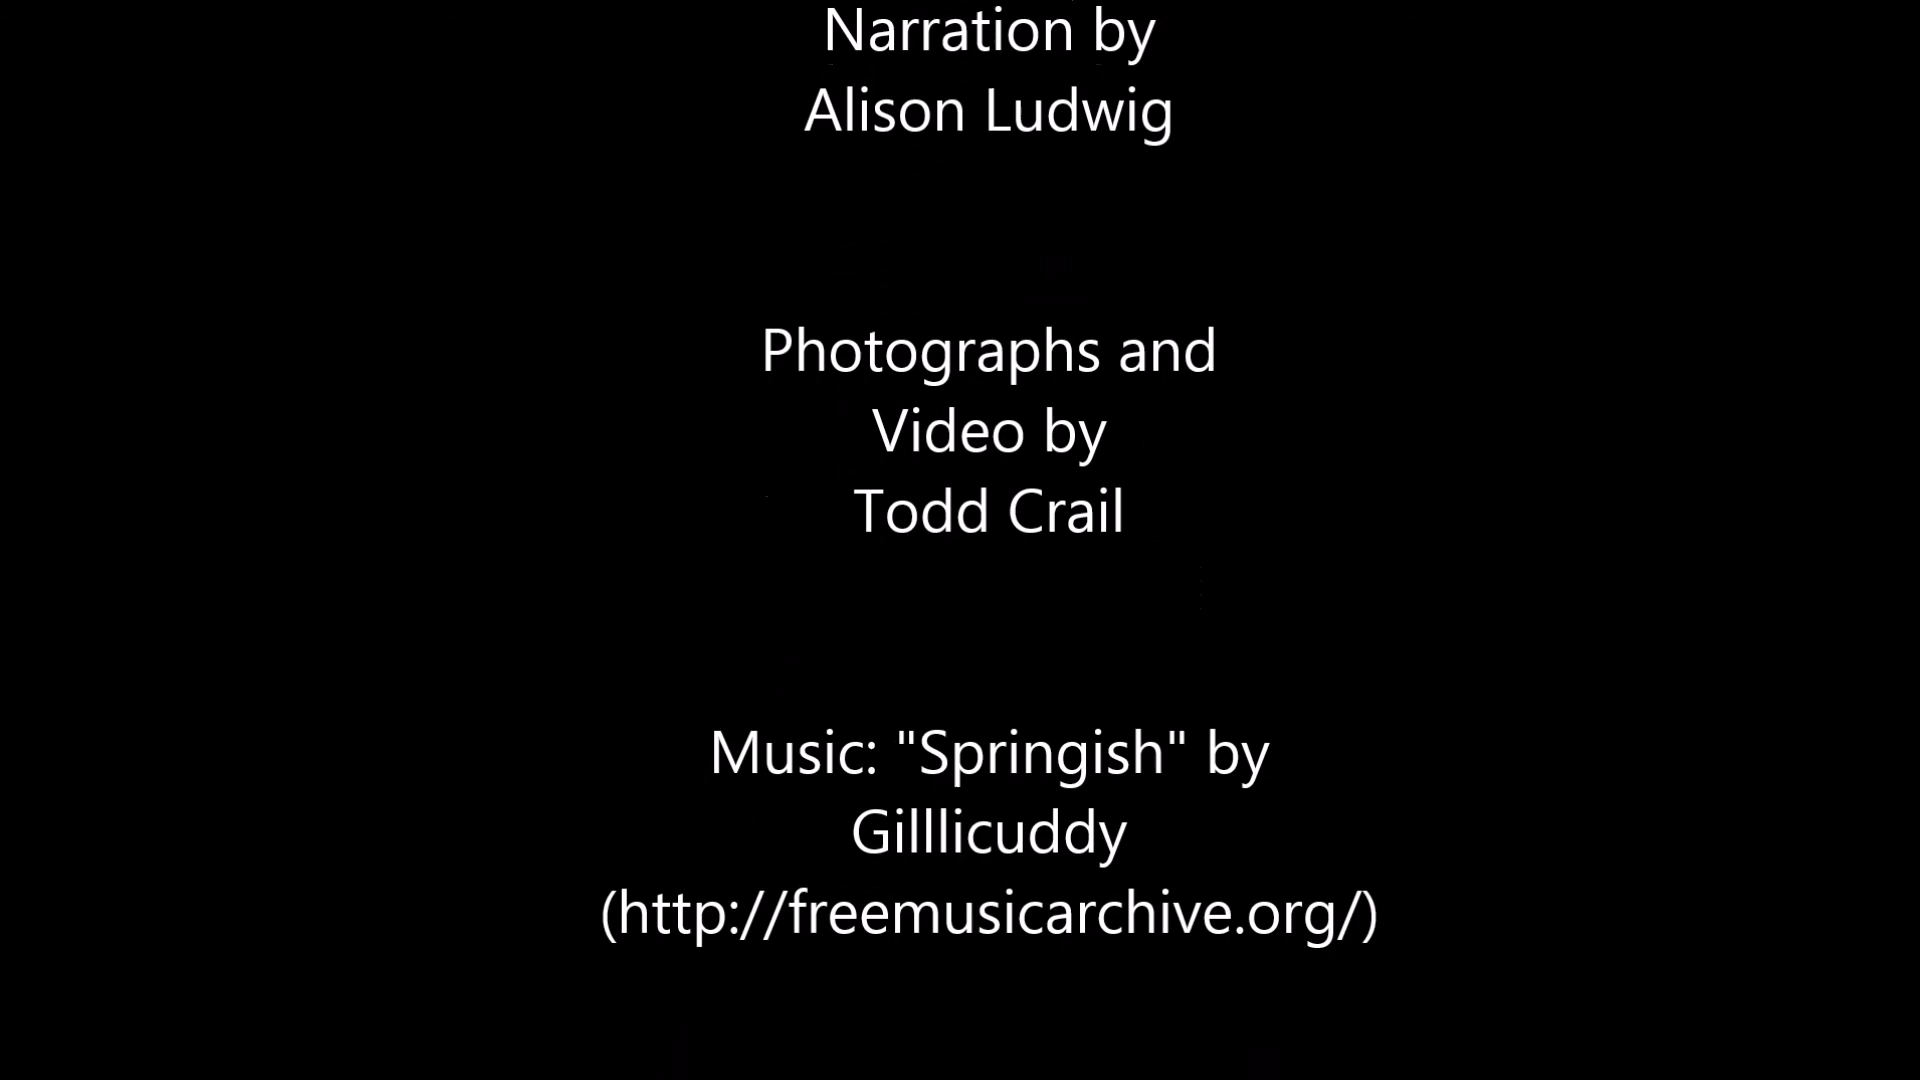 Narration by
Alison Ludwig
Photographs and
Video by
Todd Crail
Music: "Springish" by
Gilllicuddy
(http://freemusicarchive.org/)